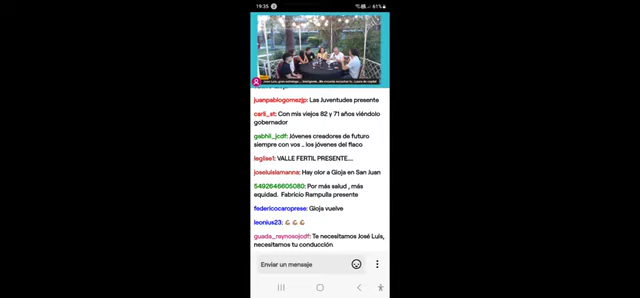 19:35
61%
juanpablogomezjp: Las Juventudes presente
carli_st: Con mis viejos 82 y 71 años viéndolo
gobernador
gabhil_jcdf: Jóvenes creadores de futuro
siempre con vos .. los jóvenes del flaco
leglise1: VALLE FERTIL PRESENTE....
joseluislamanna: Hay olor a Gioja en San Juan
5492646605080: Por más salud , más
equidad. Fabricio Rampulla presente
federicocaroprese: Gioja vuelve
leonius23:
guada_reynosojcdf: Te necesitamos José Luis,
necesitamos tu conducción
Enviar un mensaje